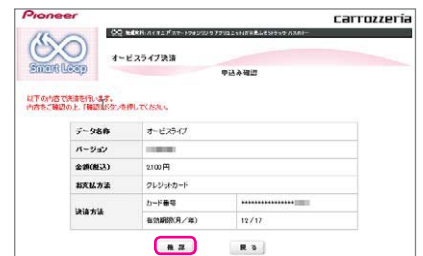 Pioneer
carrozzeria
Smart Loop
オービスライブ決済
申込み確認
以下の内容で決済を行います。
内容をご確認の上、「確認」ボタンを押してください。
データ名称 オービスライブ
バージョン
金額(税込) 2,100円
お支払方法 クレジットカード
決済方法 カード番号 ****************
有効期限(月/年) 12/17
確認 戻る